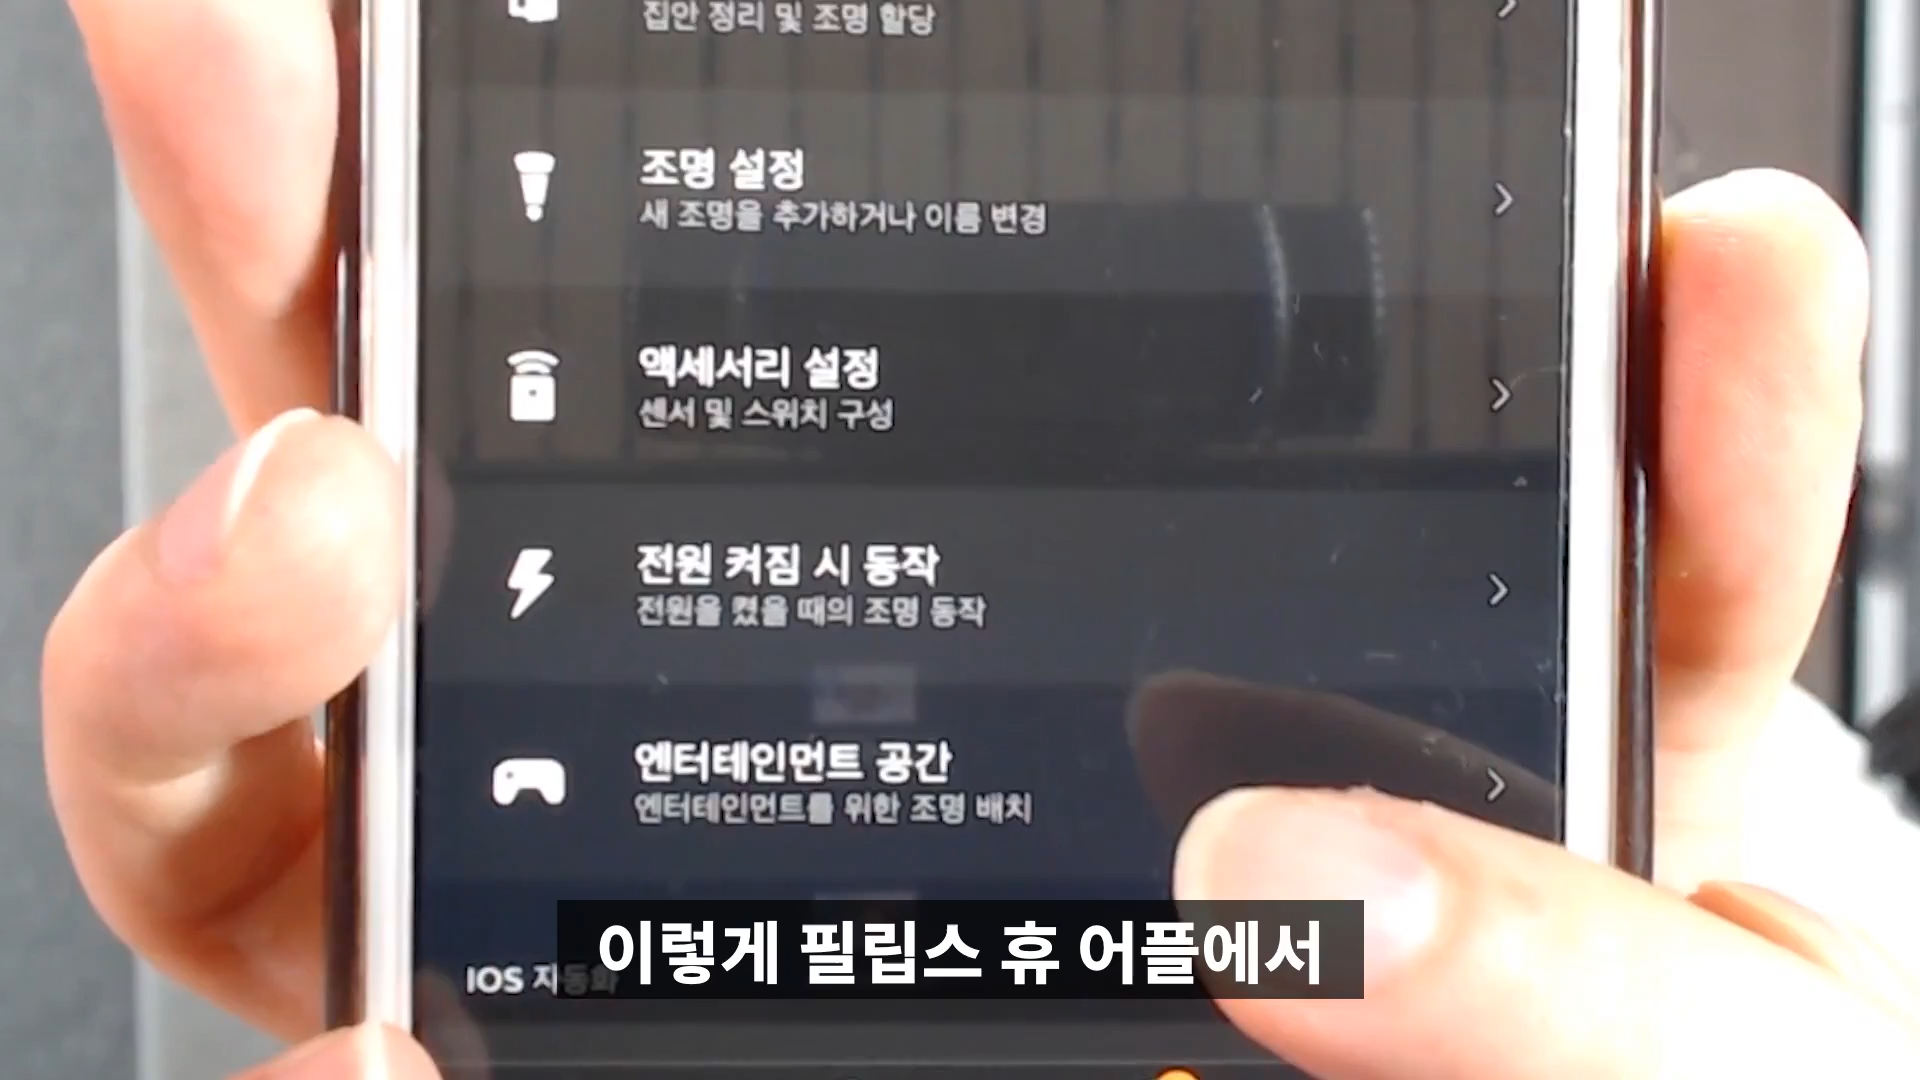 집안 정리 및 조명 할당
조명 설정
새 조명을 추가하거나 이름 변경
액세서리 설정
센서 및 스위치 구성
전원 켜짐 시 동작
전원을 켰을 때의 조명 동작
엔터테인먼트 공간
엔터테인먼트를 위한 조명 배치
IOS 자동화
이렇게 필립스 휴 어플에서